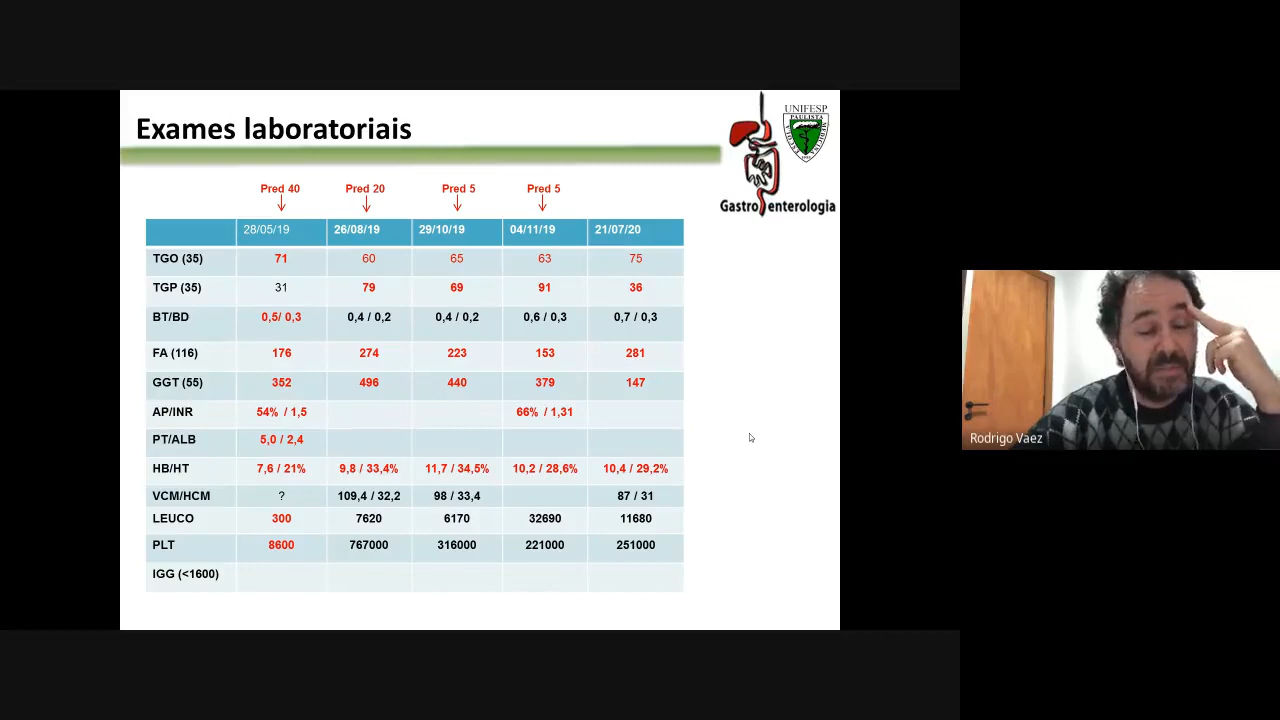 Exames laboratoriais
UNIFESP
PAULISTA
1933
Gastroenterologia
Pred 40 Pred 20 Pred 5 Pred 5
28/05/19 26/08/19 29/10/19 04/11/19 21/07/20
TGO (35) 71 60 65 63 75
TGP (35) 31 79 69 91 36
BT/BD 0,5/ 0,3 0,4 / 0,2 0,4 / 0,2 0,6 / 0,3 0,7 / 0,3
FA (116) 176 274 223 153 281
GGT (55) 352 496 440 379 147
AP/INR 54% / 1,5 66% / 1,31
PT/ALB 5,0 / 2,4
HB/HT 7,6 / 21% 9,8 / 33,4% 11,7 / 34,5% 10,2 / 28,6% 10,4 / 29,2%
VCM/HCM ? 109,4 / 32,2 98 / 33,4 87 / 31
LEUCO 300 7620 6170 32690 11680
PLT 8600 767000 316000 221000 251000
IGG (<1600)
Rodrigo Vaez